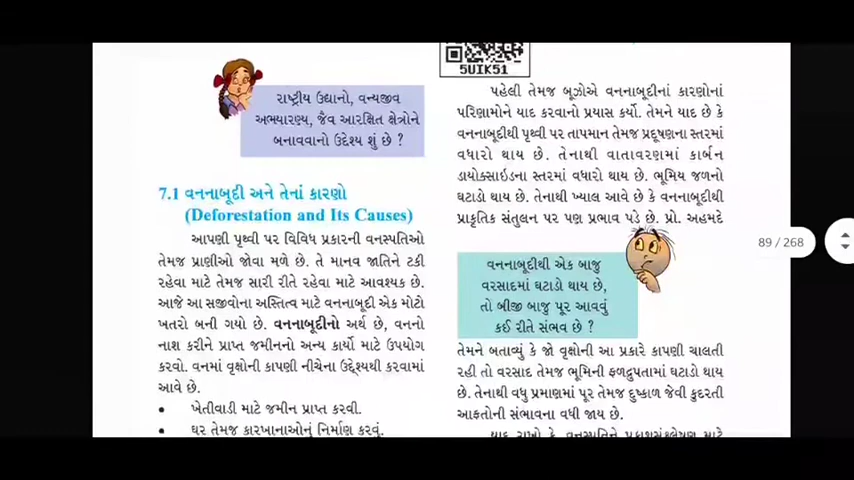 રાષ્ટ્રીય ઉદ્યાનો, વન્યજીવ
અભયારણ્ય, જૈવ આરક્ષિત ક્ષેત્રોને
બનાવવાનો ઉદેશ્ય શું છે ?
7.1 વનનાબૂદી અને તેનાં કારણો
(Deforestation and Its Causes)
આપણી પૃથ્વી પર વિવિધ પ્રકારની વનસ્પતિઓ
તેમજ પ્રાણીઓ જોવા મળે છે. તે માનવ જાતિને ટકી
રહેવા માટે તેમજ સારી રીતે રહેવા માટે આવશ્યક છે.
આજે આ સજીવોના અસ્તિત્વ માટે વનનાબૂદી એક મોટો
ખતરો બની ગયો છે. વનનાબૂદીનો અર્થ છે, વનનો
નાશ કરીને પ્રાપ્ત જમીનનો અન્ય કાર્યો માટે ઉપયોગ
કરવો. વનમાં વૃક્ષોની કાપણી નીચેના ઉદ્દેશ્યથી કરવામાં
આવે છે.
• ખેતીવાડી માટે જમીન પ્રાપ્ત કરવી.
• ઘર તેમજ કારખાનાઓનું નિર્માણ કરવું.
5UIK51
પહેલી તેમજ બૂઝોએ વનનાબૂદીનાં કારણોનાં
પરિણામોને યાદ કરવાનો પ્રયાસ કર્યો. તેમને યાદ છે કે
વનનાબૂદીથી પૃથ્વી પર તાપમાન તેમજ પ્રદૂષણના સ્તરમાં
વધારો થાય છે. તેનાથી વાતાવરણમાં કાર્બન
ડાયોક્સાઇડના સ્તરમાં વધારો થાય છે. ભૂમિય જળનો
ઘટાડો થાય છે. તેનાથી ખ્યાલ આવે છે કે વનનાબૂદીથી
પ્રાકૃતિક સંતુલન પર પણ પ્રભાવ પડે છે. પ્રો. અહમદે
વનનાબૂદીથી એક બાજુ
વરસાદમાં ઘટાડો થાય છે,
તો બીજી બાજુ પૂર આવવું
કઈ રીતે સંભવ છે ?
તેમને બતાવ્યું કે જો વૃક્ષોની આ પ્રકારે કાપણી ચાલતી
રહી તો વરસાદ તેમજ ભૂમિની ફળદ્રુપતામાં ઘટાડો થાય
છે. તેનાથી વધુ પ્રમાણમાં પૂર તેમજ દુષ્કાળ જેવી કુદરતી
આફતોની સંભાવના વધી જાય છે.
યાદ રાખો કે, વનસ્પતિને પ્રકાશસંશ્લેષણ માટે
89 / 268